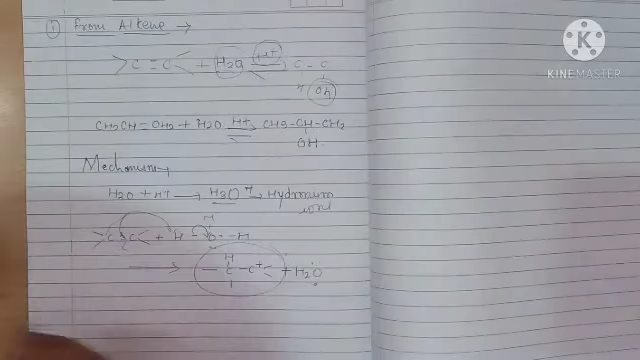 ① from Alkene →
>C=C< + H2O H+ C-C
H OH
CH3CH=CH2 + H2O H+ CH3-CH-CH3
OH
Mechanism→
H2O + H+ → H3O+ → Hydronium
ion
H
>C=C< + H-O-H
H
→ -C-C+< + H2O
K
KINEMASTER